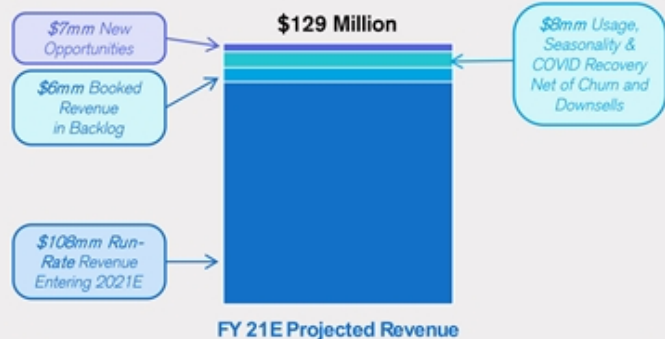 $129 Million
$7mm New
Opportunities
$6mm Booked
Revenue
in Backlog
$108mm Run-
Rate Revenue
Entering 2021E
$8mm Usage,
Seasonality &
COVID Recovery
Net of Churn and
Downsells
FY 21E Projected Revenue